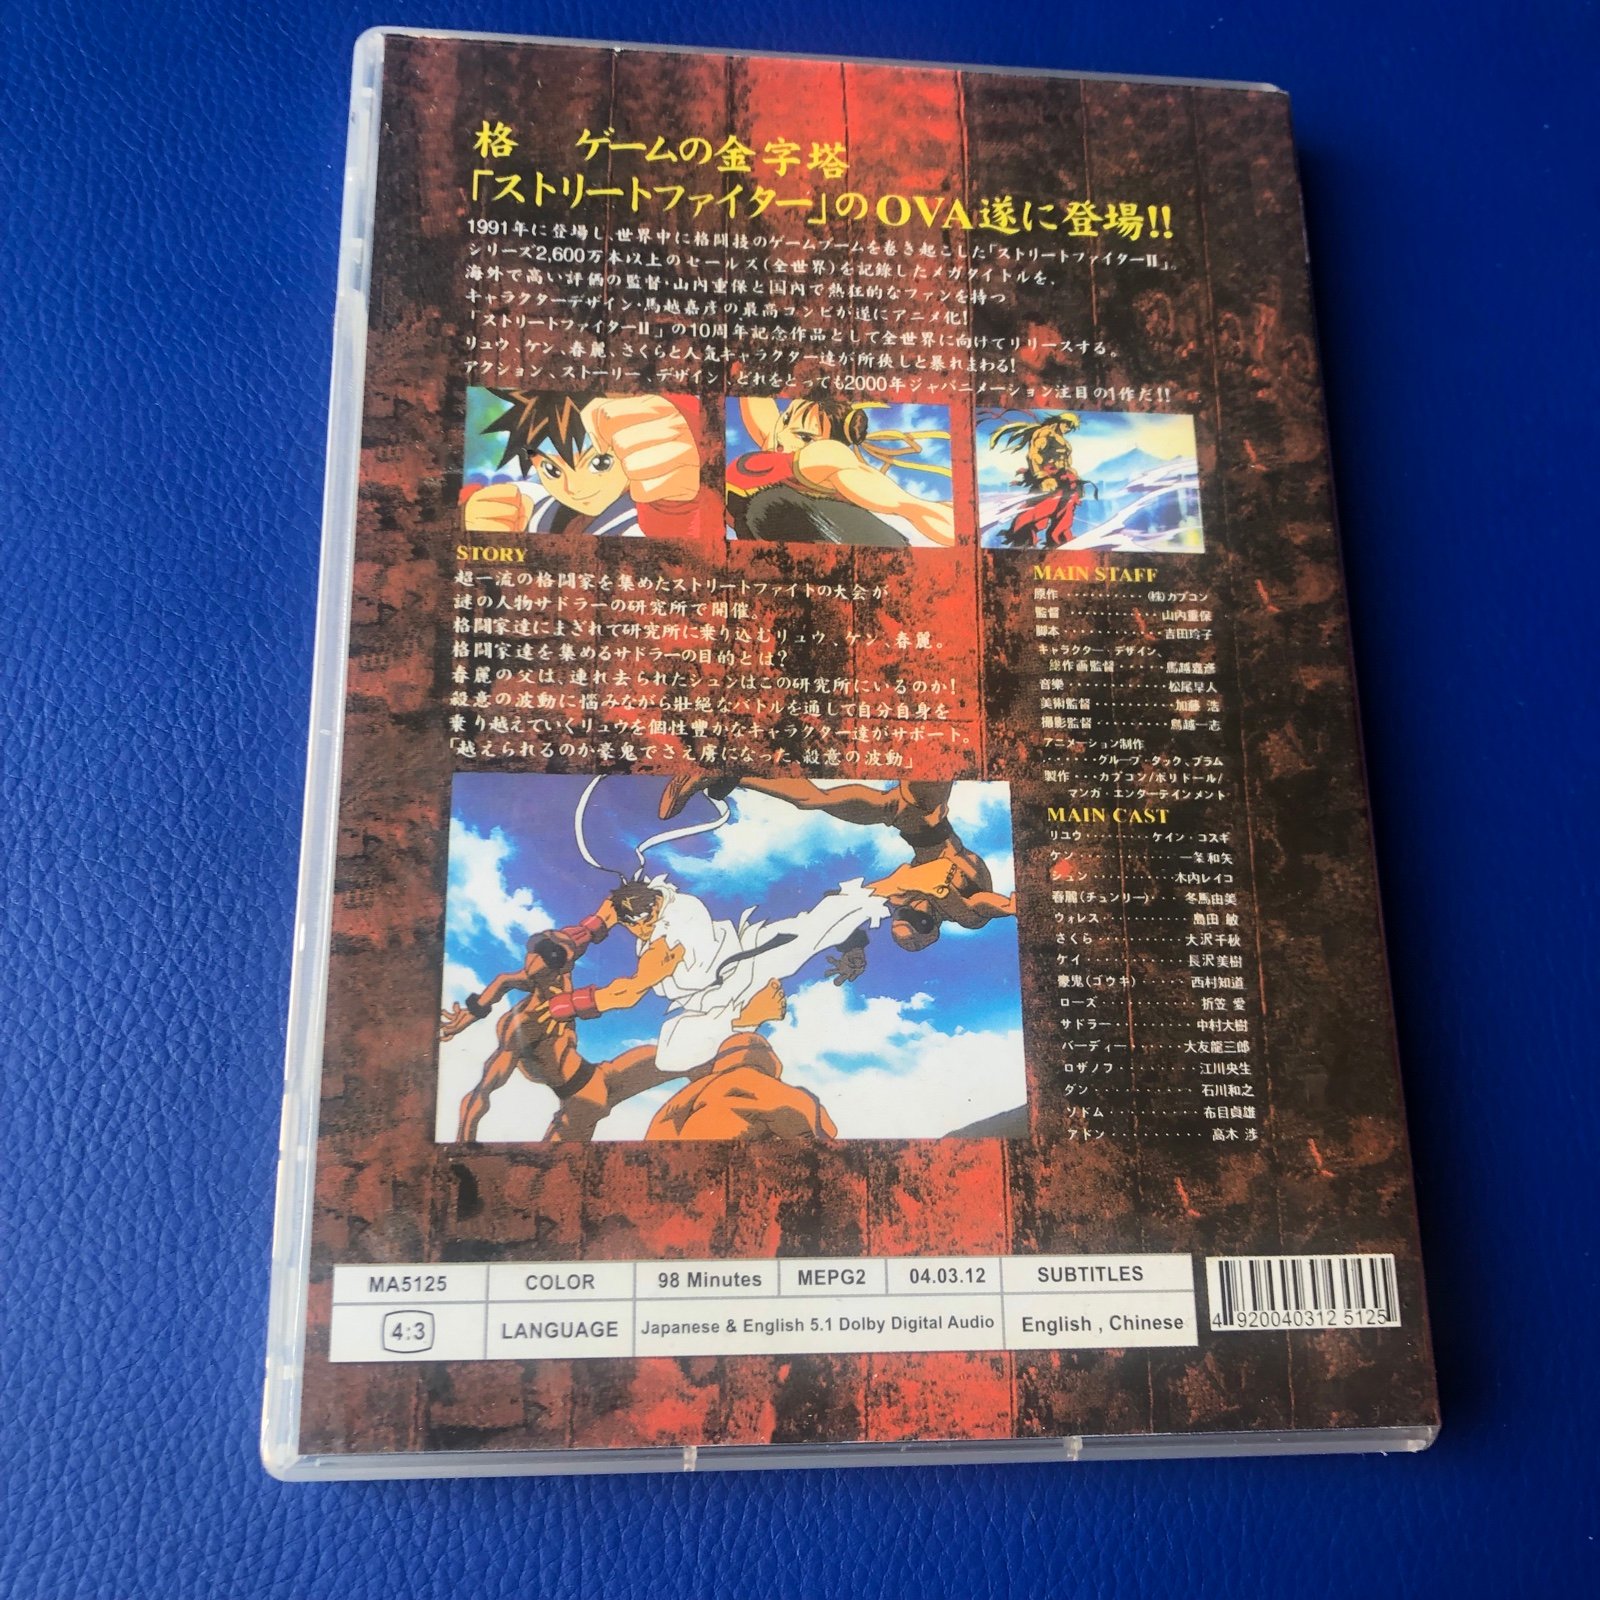 格 ゲームの金字塔
「ストリートファイター」のOVA遂に登場!!
1991年に登場し、世界中に格闘技のゲームブームを巻き起こした「ストリートファイターII」。
シリーズ2,600万本以上のセールス(全世界)を記録したメガタイトルを、
海外で高い評価の監督・山内重保と国内で熱狂的なファンを持つ
キャラクターデザイン・馬越嘉彦の最高コンビが遂にアニメ化!
「ストリートファイターII」の10周年記念作品として全世界に向けてリリースする。
リュウ、ケン、春麗、さくらと人気キャラクター達が所狭しと暴れまわる!
アクション、ストーリー、デザイン、どれをとっても2000年ジャパニメーション注目の1作だ!!
STORY
超一流の格闘家を集めたストリートファイトの大会が
謎の人物サドラーの研究所で開催。
格闘家達にまぎれて研究所に乗り込むリュウ、ケン、春麗。
格闘家達を集めるサドラーの目的とは?
春麗の父は、連れ去られたシュンはこの研究所にいるのか!
殺意の波動に悩みながら壯絶なバトルを通して自分自身を
乗り越えていくリュウを個性豊かなキャラクター達がサポート。
「越えられるのか豪鬼でさえ虜になった、殺意の波動」
MAIN STAFF
原作 ・・・・・・・・・ (株)カプコン
監督 ・・・・・・・・・ 山内重保
脚本 ・・・・・・・・・ 吉田玲子
キャラクター・デザイン、
総作画監督 ・・・・・ 馬越嘉彦
音樂 ・・・・・・・・・ 松尾早人
美術監督 ・・・・・・・・・ 加藤 浩
撮影監督 ・・・・・・・・・ 鳥越一志
アニメーション制作
・・・・・・・ グループ・タック、プラム
製作 ・・・ カプコン/ポリドール/
マンガ・エンターテインメント
MAIN CAST
リュウ ・・・・・・・・・ ケイン・コスギ
ケン ・・・・・・・・・ 一条和矢
シュン ・・・・・・・・・ 木内レイコ
春麗(チュンリー) ・・・ 冬馬由美
ウォレス ・・・・・・・・・ 島田 敏
さくら ・・・・・・・・・ 大沢千秋
ケイ ・・・・・・・・・ 長沢美樹
豪鬼(ゴウキ) ・・・・・ 西村知道
ローズ ・・・・・・・・・ 折笠 愛
サドラー ・・・・・・・・・ 中村大樹
バーディー ・・・・・・ 大友龍三郎
ロザノフ ・・・・・・・・ 江川央生
ダン ・・・・・・・・・ 石川和之
ソドム ・・・・・・・・・ 布目貞雄
アドン ・・・・・・・・・ 高木 渉
MA5125 COLOR 98 Minutes MEPG2 04.03.12 SUBTITLES
4:3 LANGUAGE Japanese & English 5.1 Dolby Digital Audio English , Chinese
4 920040312 5125